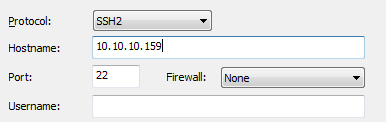 Protocol: SSH2
Hostname: 10.10.10.159
Port: 22 Firewall: None
Username: